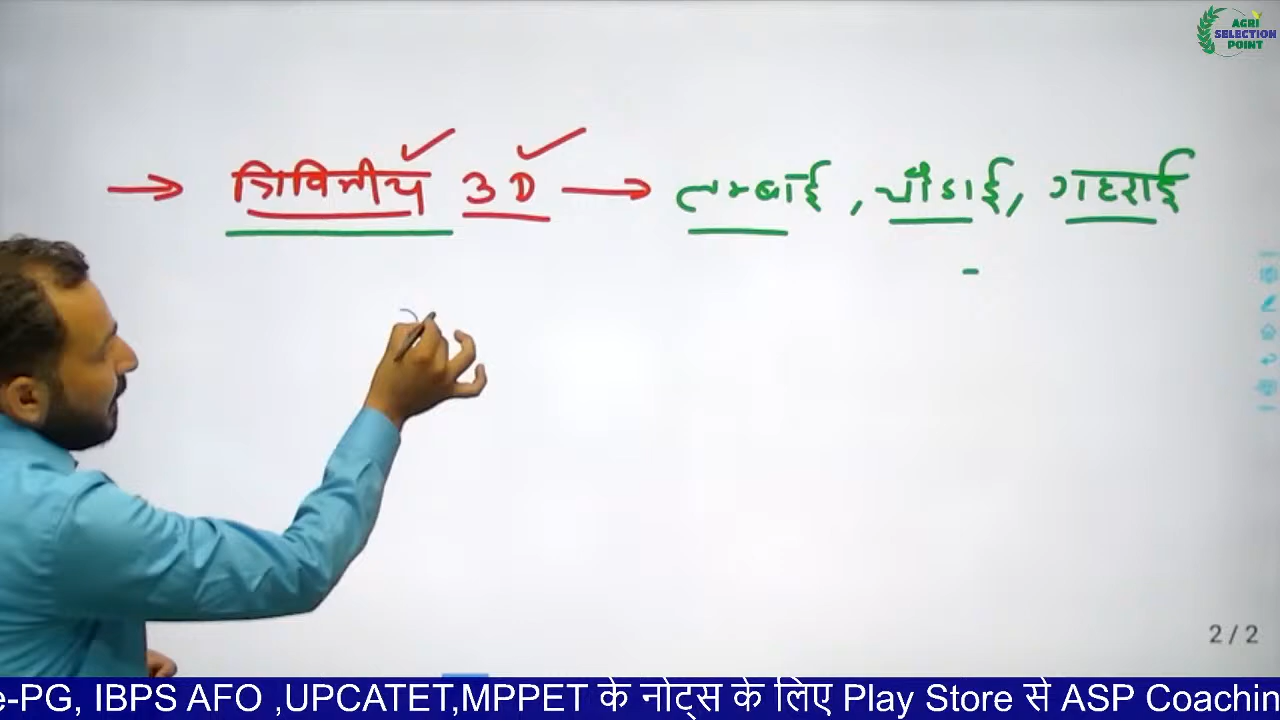 AGRI
SELECTION
POINT
→ त्रिविमीय 3D → लम्बाई, चौडाई, गहराई
2 / 2
e-PG, IBPS AFO ,UPCATET,MPPET के नोट्स के लिए Play Store से ASP Coachin